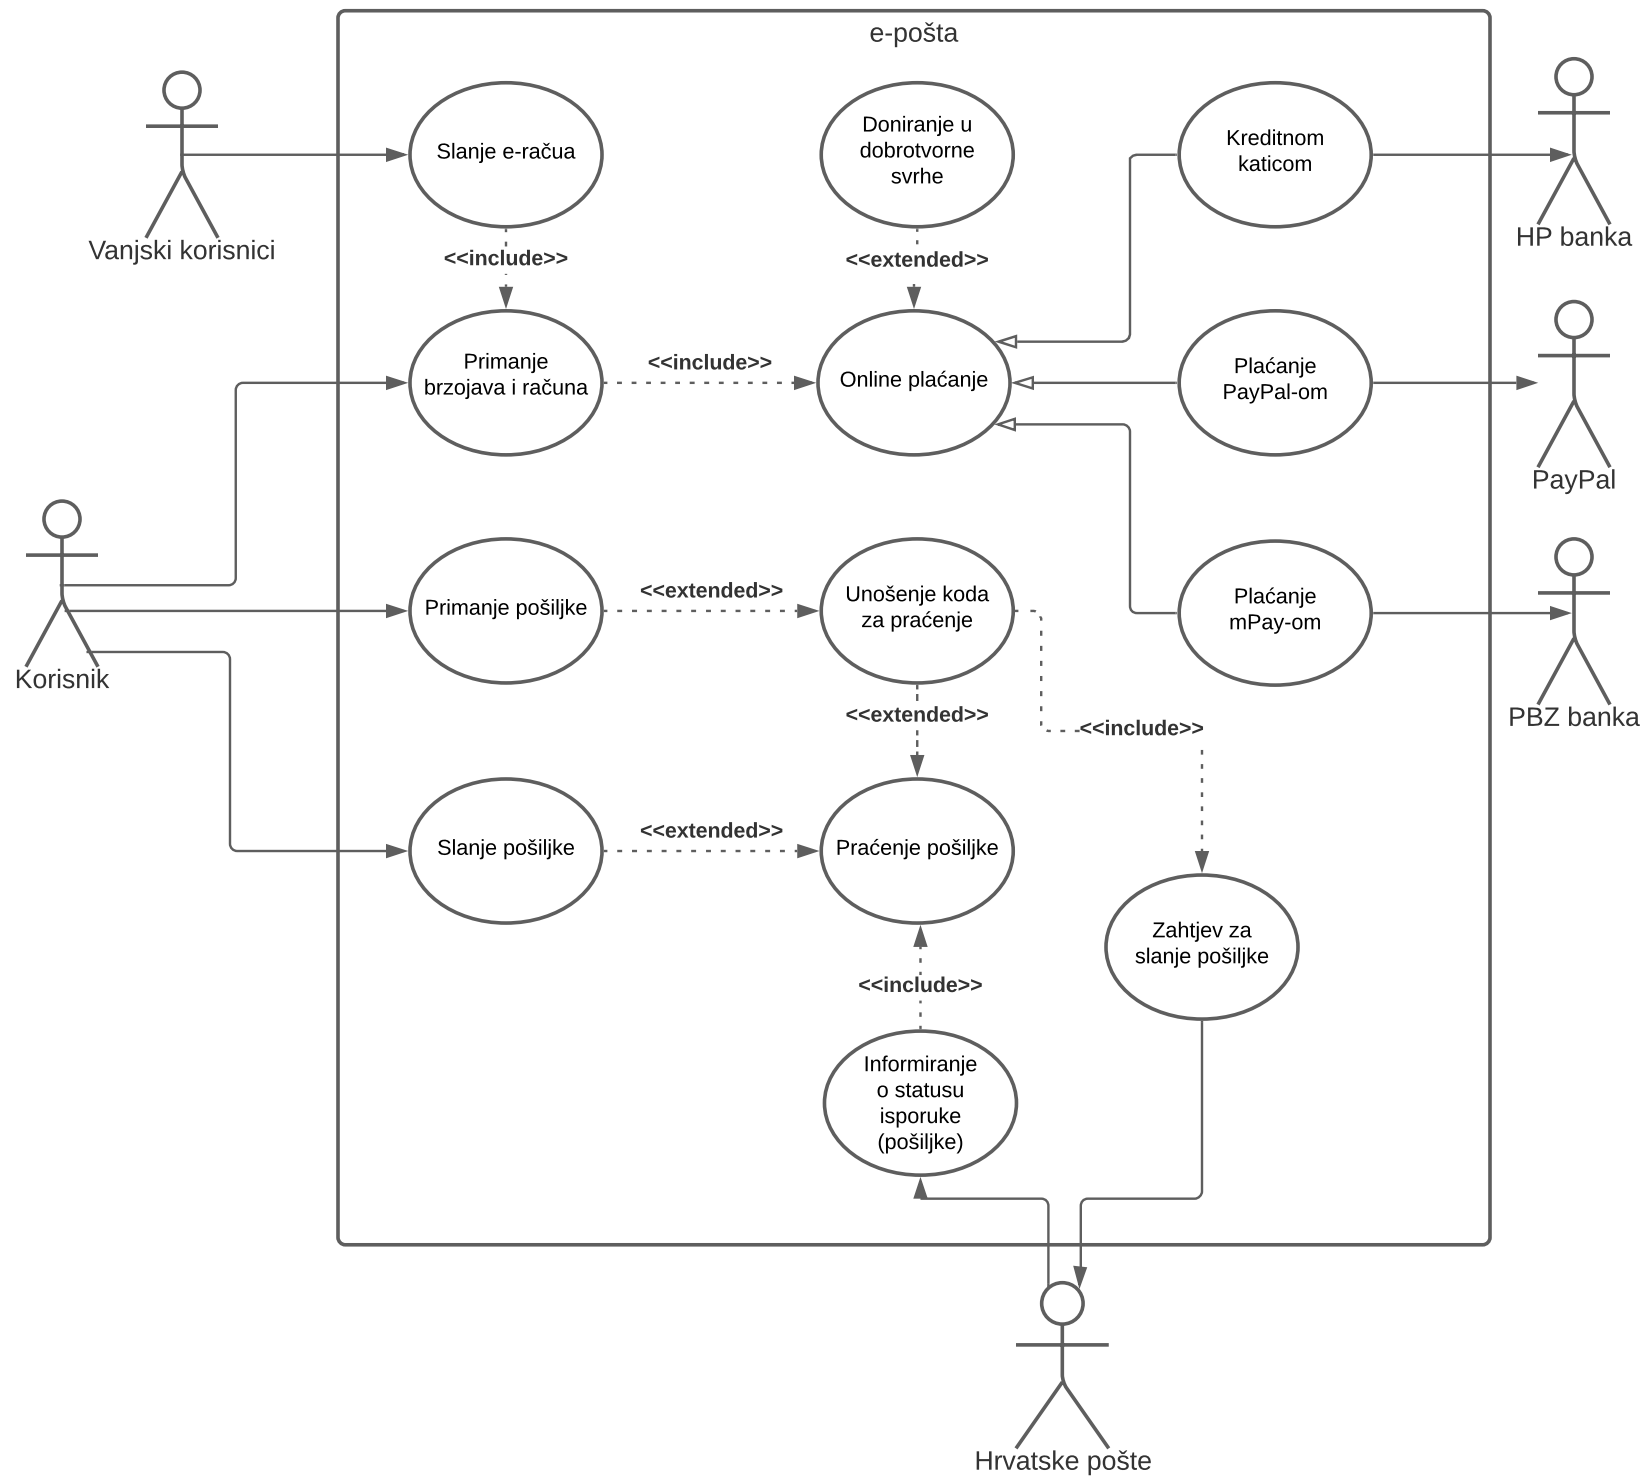 e-pošta
Vanjski korisnici
Slanje e-račua
Doniranje u
dobrotvorne
svrhe
Kreditnom
katicom
HP banka
<<include>>
<<extended>>
Primanje
brzojava i računa
<<include>>
Online plaćanje
Plaćanje
PayPal-om
PayPal
Korisnik
Primanje pošiljke
<<extended>>
Unošenje koda
za praćenje
Plaćanje
mPay-om
PBZ banka
<<extended>>
<<include>>
Slanje pošiljke
<<extended>>
Praćenje pošiljke
Zahtjev za
slanje pošiljke
<<include>>
Informiranje
o statusu
isporuke
(pošiljke)
Hrvatske pošte